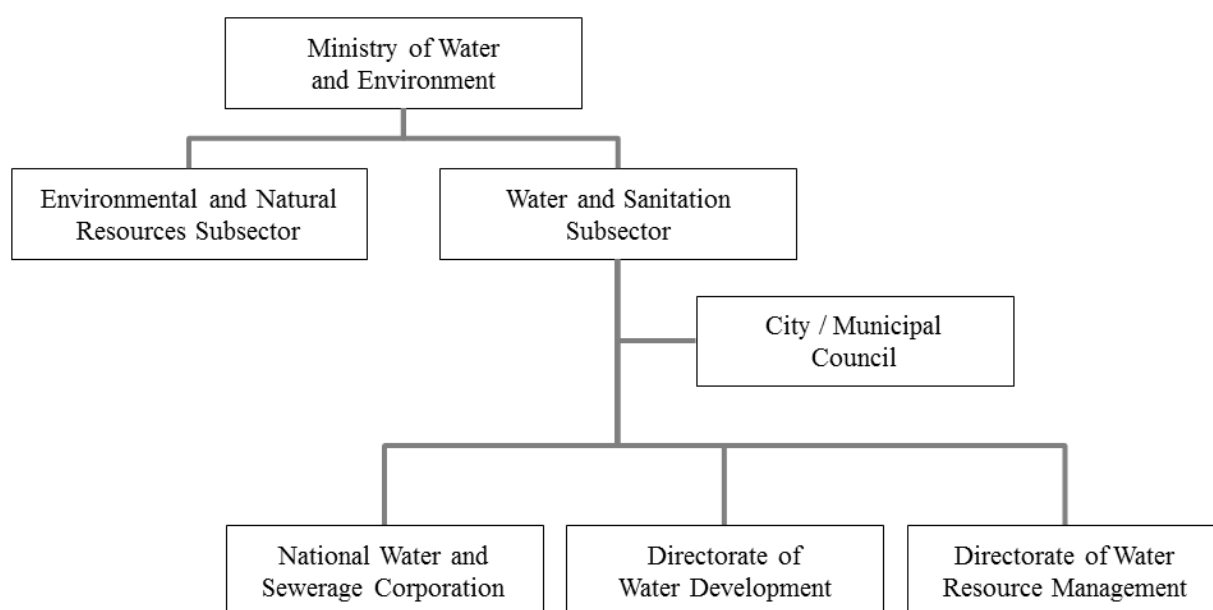 Ministry of Water
and Environment
Environmental and Natural
Resources Subsector
Water and Sanitation
Subsector
City / Municipal
Council
National Water and
Sewerage Corporation
Directorate of
Water Development
Directorate of Water
Resource Management